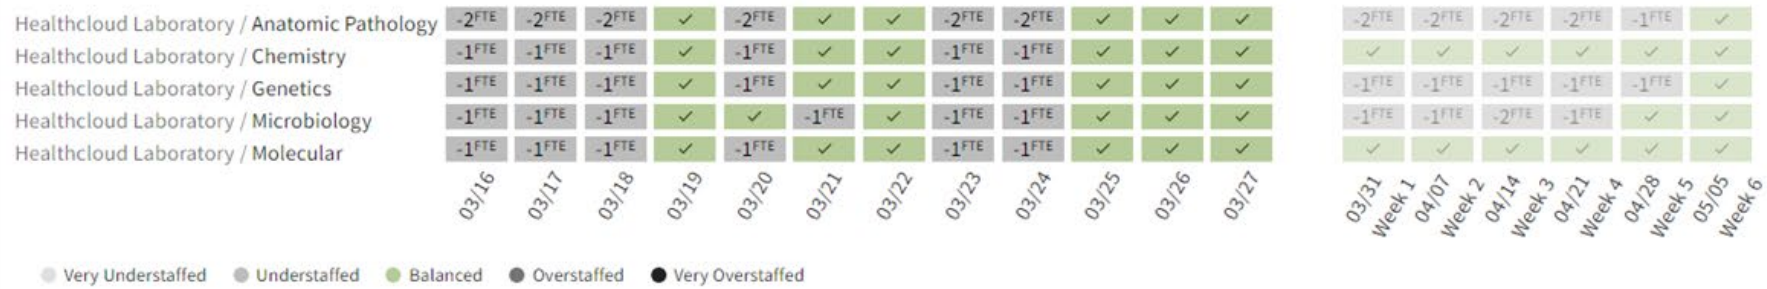 Healthcloud Laboratory / Anatomic Pathology -2FTE -2FTE -2FTE ✓ -2FTE ✓ ✓ -2FTE -2FTE ✓ ✓ ✓ -2FTE -2FTE -2FTE -2FTE -1FTE ✓
Healthcloud Laboratory / Chemistry -1FTE -1FTE -1FTE ✓ -1FTE ✓ ✓ -1FTE -1FTE ✓ ✓ ✓ ✓ ✓ ✓ ✓ ✓ ✓
Healthcloud Laboratory / Genetics -1FTE -1FTE -1FTE ✓ -1FTE ✓ ✓ -1FTE -1FTE ✓ ✓ ✓ -1FTE -1FTE -1FTE -1FTE -1FTE ✓
Healthcloud Laboratory / Microbiology -1FTE -1FTE -1FTE ✓ ✓ -1FTE ✓ -1FTE -1FTE ✓ ✓ ✓ -1FTE -1FTE -2FTE -1FTE ✓ ✓
Healthcloud Laboratory / Molecular -1FTE -1FTE -1FTE ✓ -1FTE ✓ ✓ -1FTE -1FTE ✓ ✓ ✓ ✓ ✓ ✓ ✓ ✓ ✓
03/16 03/17 03/18 03/19 03/20 03/21 03/22 03/23 03/24 03/25 03/26 03/27 03/31 04/07 04/14 04/21 04/28 05/05
Week 1 Week 2 Week 3 Week 4 Week 5 Week 6
Very Understaffed Understaffed Balanced Overstaffed Very Overstaffed